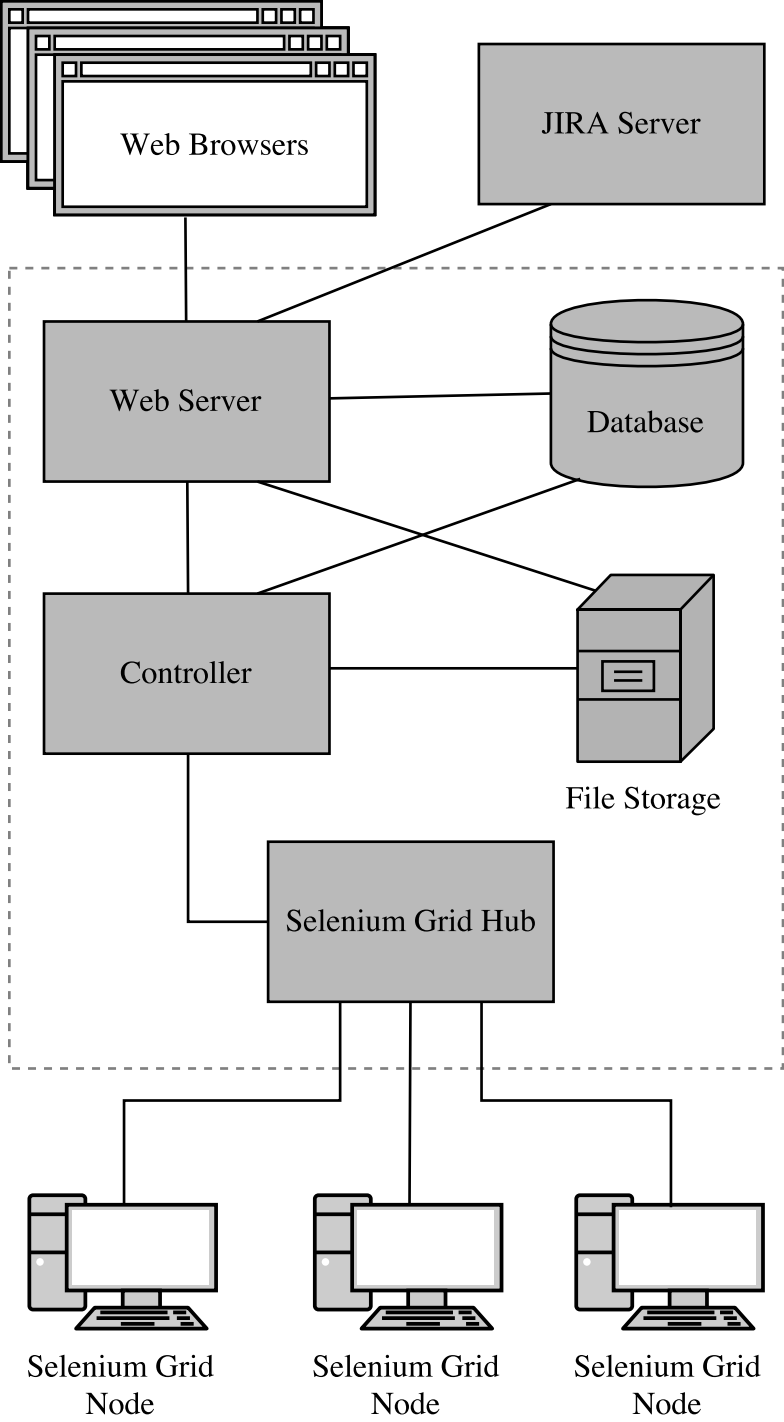 Web Browsers
JIRA Server
Web Server
Database
Controller
File Storage
Selenium Grid Hub
Selenium Grid
Node
Selenium Grid
Node
Selenium Grid
Node